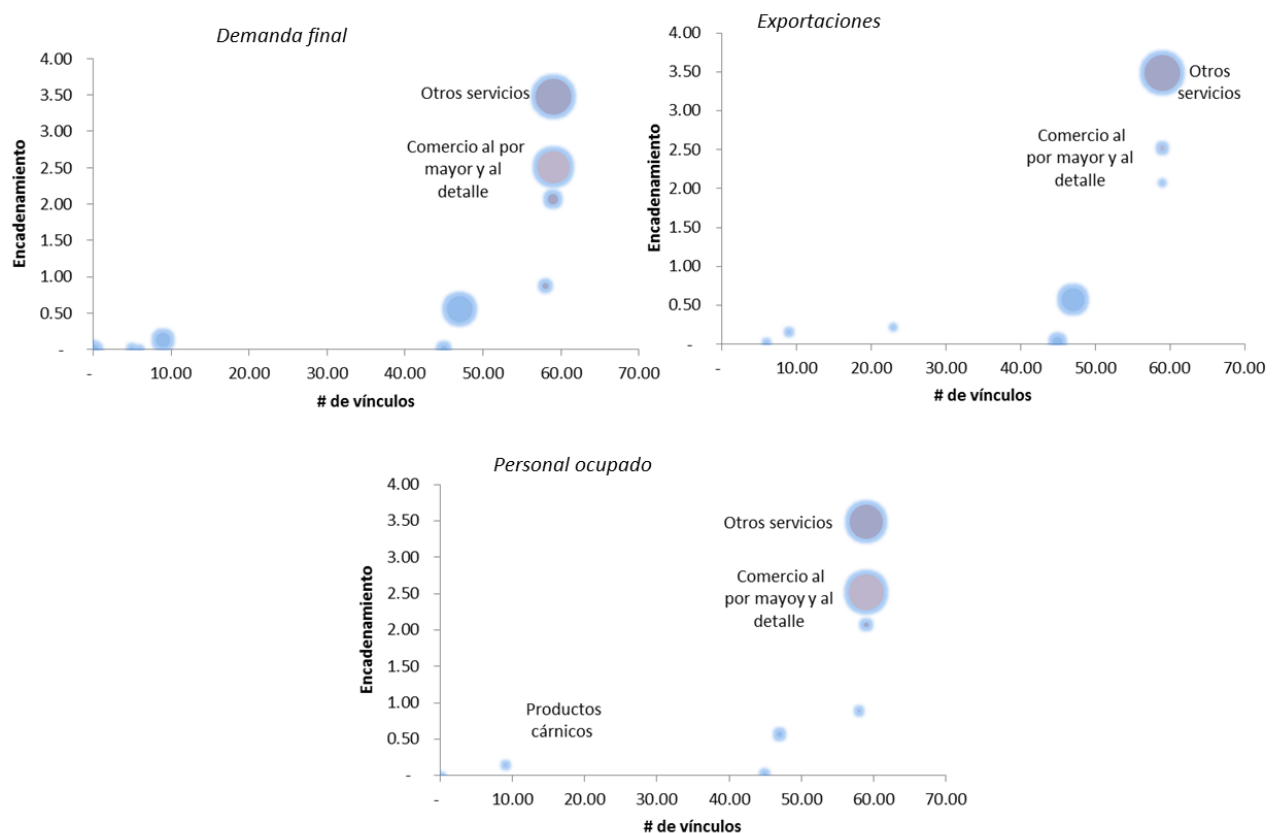 Demanda final
4.00
3.50
3.00
2.50
2.00
1.50
1.00
0.50
-
Encadenamiento
Otros servicios
Comercio al por
mayor y al
detalle
-
10.00
20.00
30.00
40.00
50.00
60.00
70.00
# de vínculos
Exportaciones
4.00
3.50
3.00
2.50
2.00
1.50
1.00
0.50
-
Encadenamiento
Otros
servicios
Comercio al
por mayor y al
detalle
-
10.00
20.00
30.00
40.00
50.00
60.00
70.00
# de vínculos
Personal ocupado
4.00
3.50
3.00
2.50
2.00
1.50
1.00
0.50
-
Encadenamiento
Otros servicios
Comercio al
por mayoy y al
detalle
Productos
cárnicos
-
10.00
20.00
30.00
40.00
50.00
60.00
70.00
# de vínculos